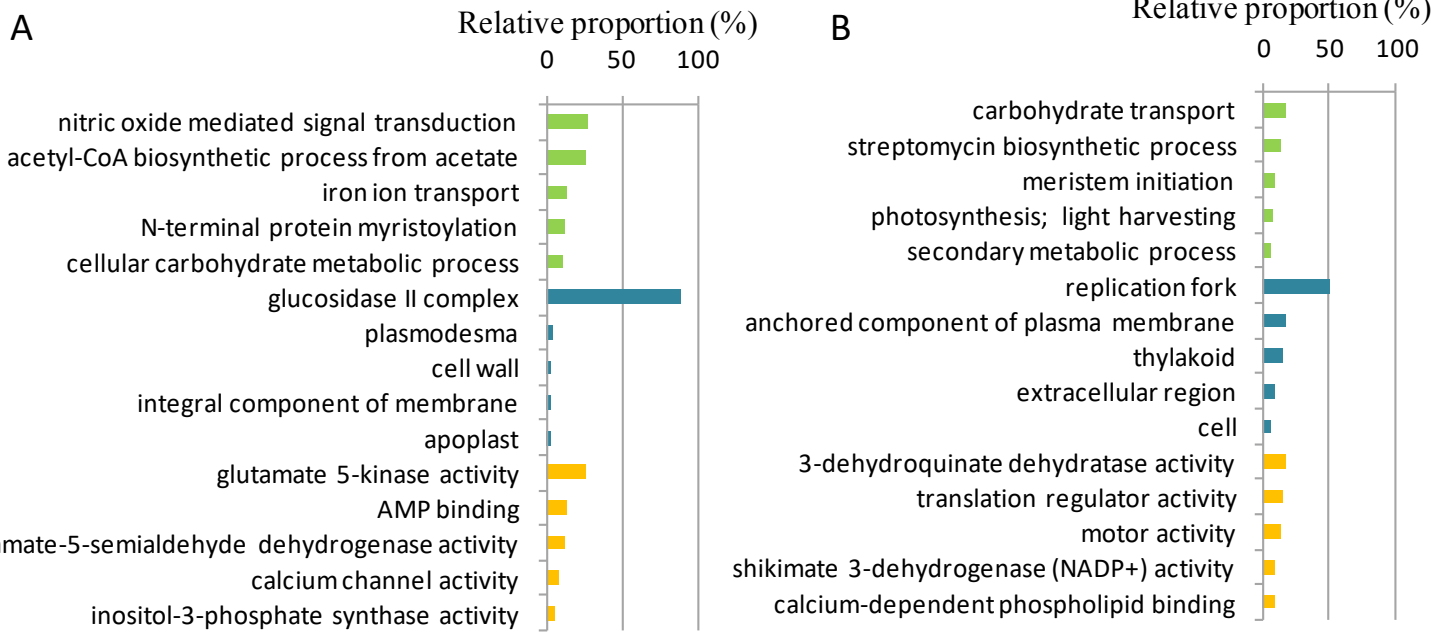 A
Relative proportion (%)
0 50 100
nitric oxide mediated signal transduction
acetyl-CoA biosynthetic process from acetate
iron ion transport
N-terminal protein myristoylation
cellular carbohydrate metabolic process
glucosidase II complex
plasmodesma
cell wall
integral component of membrane
apoplast
glutamate 5-kinase activity
AMP binding
mate-5-semialdehyde dehydrogenase activity
calcium channel activity
inositol-3-phosphate synthase activity
B
Relative proportion (%)
0 50 100
carbohydrate transport
streptomycin biosynthetic process
meristem initiation
photosynthesis; light harvesting
secondary metabolic process
replication fork
anchored component of plasma membrane
thylakoid
extracellular region
cell
3-dehydroquinate dehydratase activity
translation regulator activity
motor activity
shikimate 3-dehydrogenase (NADP+) activity
calcium-dependent phospholipid binding